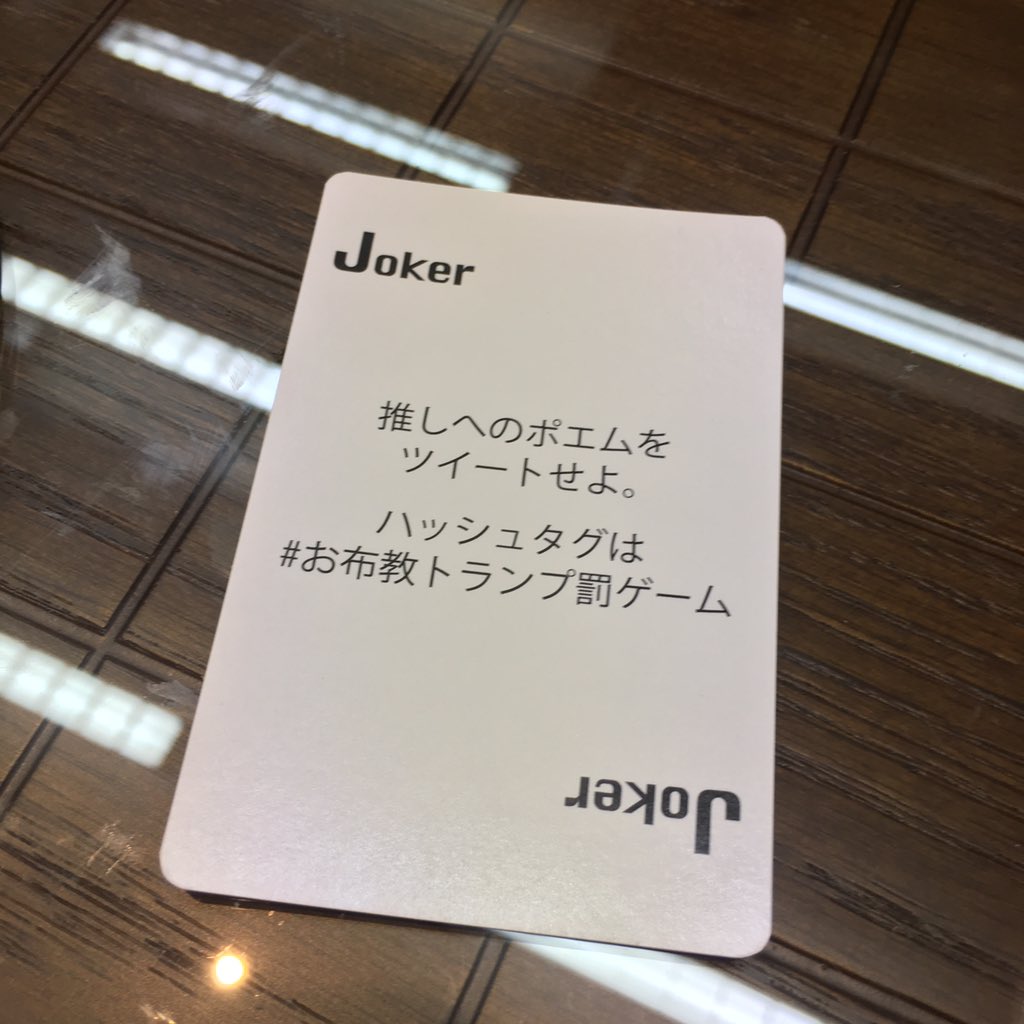 Joker
推しへのポエムを
ツイートせよ。
ハッシュタグは
#お布教トランプ罰ゲーム
Joker